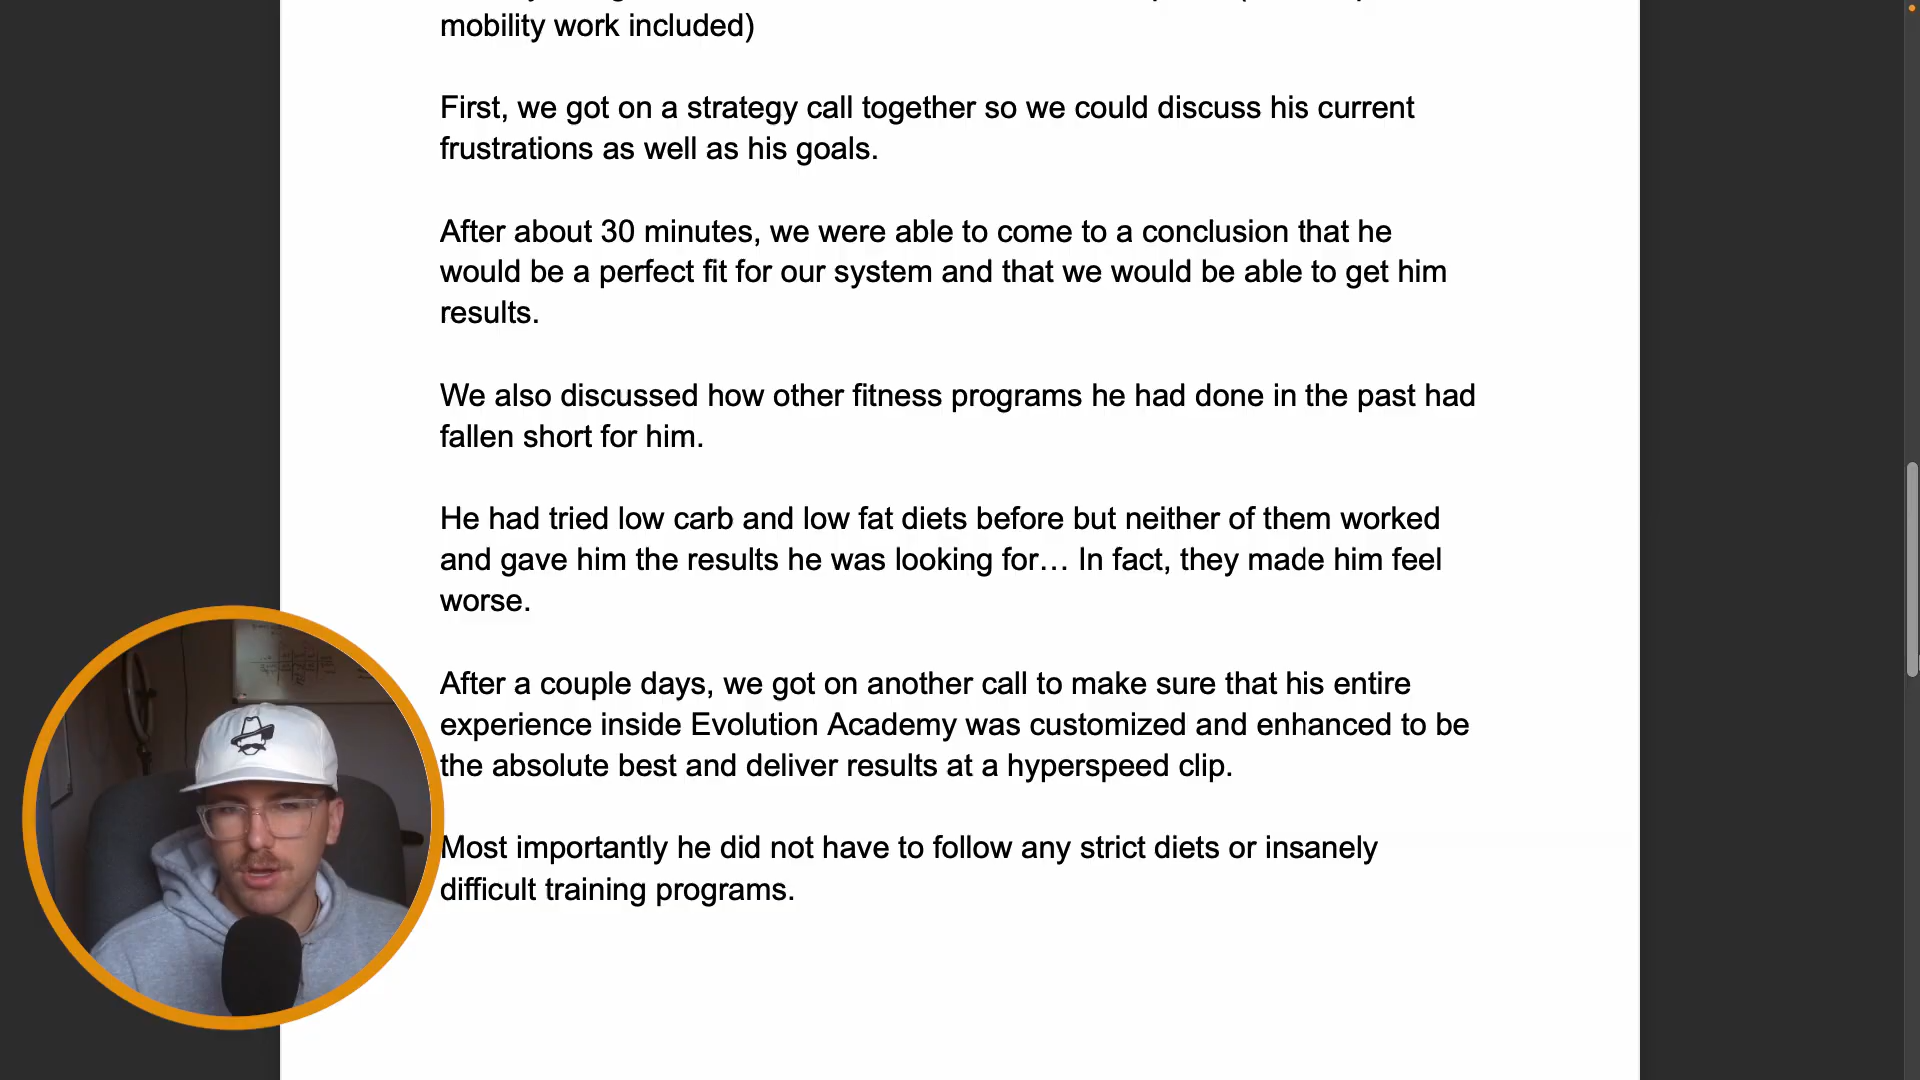 mobility work included)
First, we got on a strategy call together so we could discuss his current
frustrations as well as his goals.
After about 30 minutes, we were able to come to a conclusion that he
would be a perfect fit for our system and that we would be able to get him
results.
We also discussed how other fitness programs he had done in the past had
fallen short for him.
He had tried low carb and low fat diets before but neither of them worked
and gave him the results he was looking for… In fact, they made him feel
worse.
After a couple days, we got on another call to make sure that his entire
experience inside Evolution Academy was customized and enhanced to be
the absolute best and deliver results at a hyperspeed clip.
Most importantly he did not have to follow any strict diets or insanely
difficult training programs.